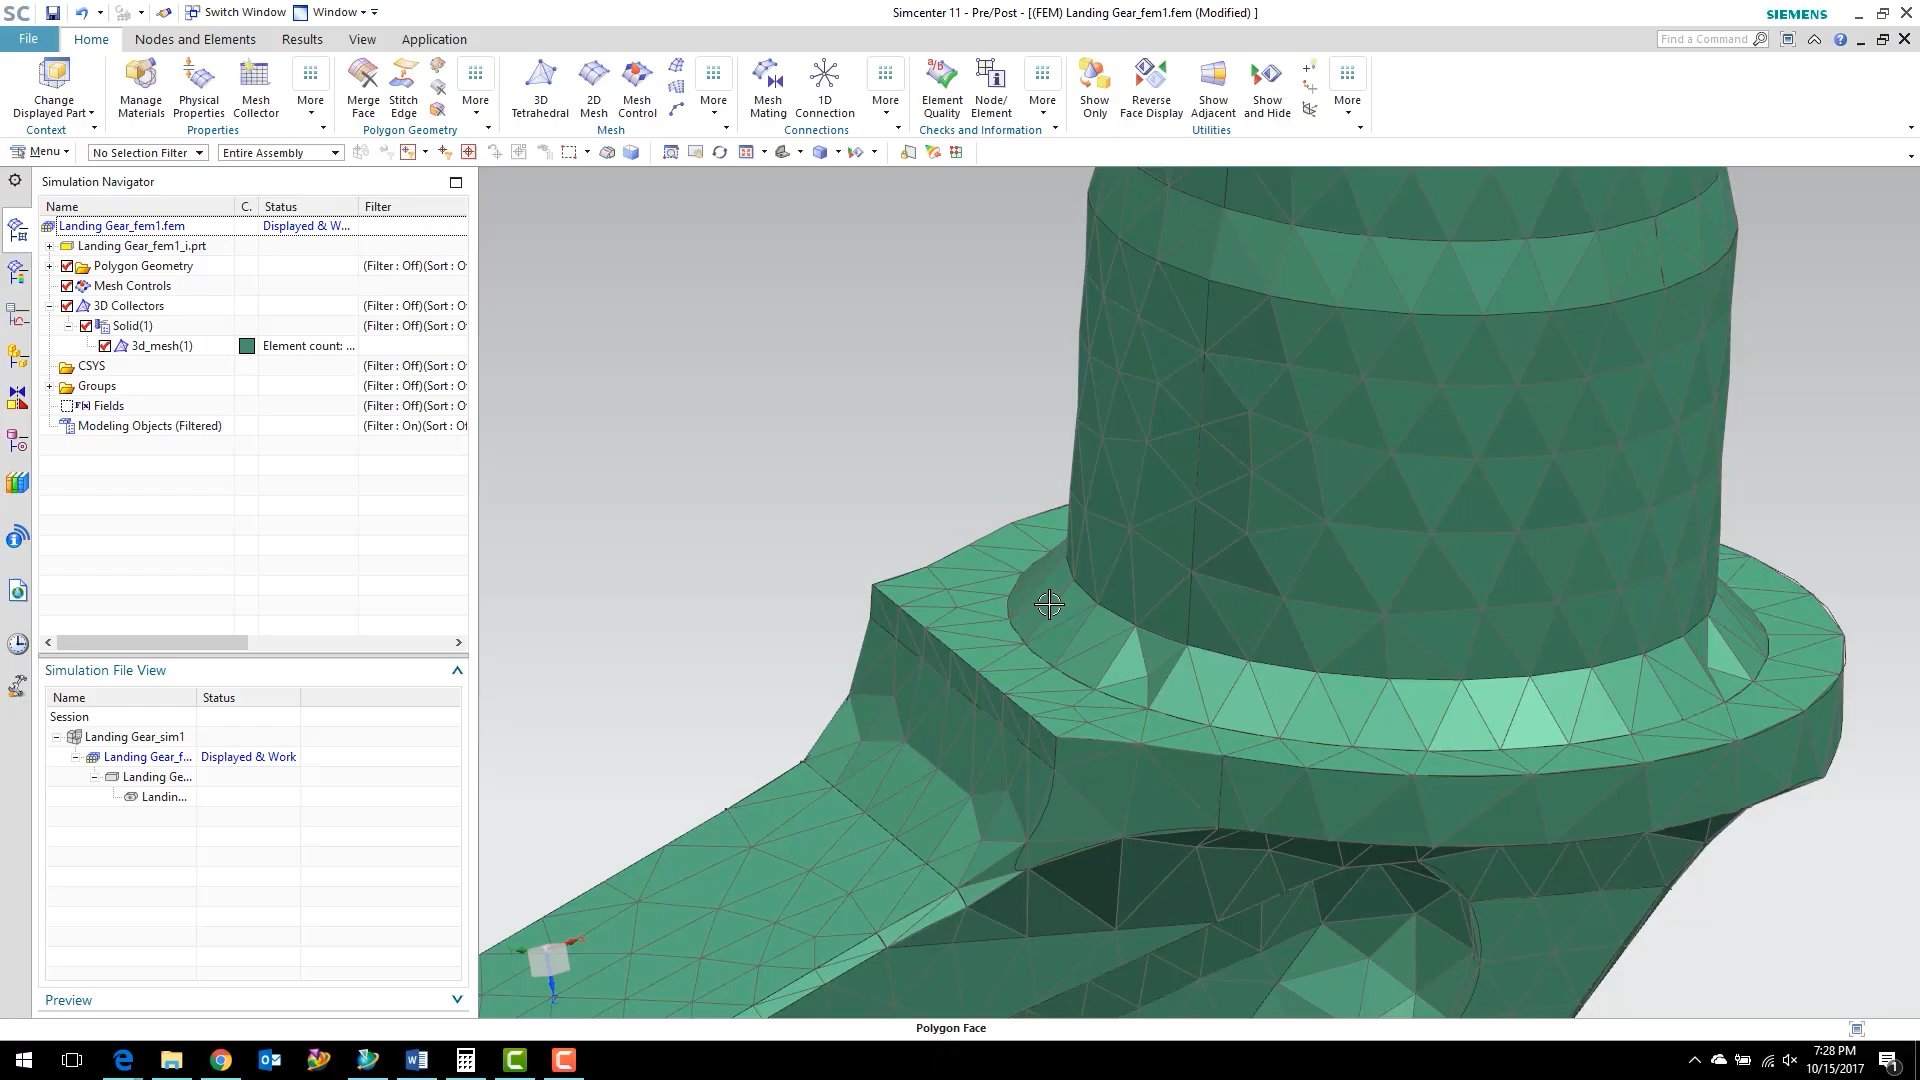 SC Switch Window Window Simcenter 11 - Pre/Post - [(FEM) Landing Gear_fem1.fem (Modified) ] SIEMENS
File Home Nodes and Elements Results View Application Find a Command
Change Displayed Part
Manage Materials
Physical Properties
Mesh Collector
More
Merge Face
Stitch Edge
More
3D Tetrahedral
2D Mesh
Mesh Control
More
Mesh Mating
1D Connection
More
Element Quality
Node/ Element
More
Show Only
Reverse Face Display
Show Adjacent
Show and Hide
More
Context Properties Polygon Geometry Mesh Connections Checks and Information Utilities
Menu No Selection Filter Entire Assembly
Simulation Navigator
Name C. Status Filter
Landing Gear_fem1.fem Displayed & W...
Landing Gear_fem1_i.prt
Polygon Geometry (Filter : Off)(Sort : O
Mesh Controls
3D Collectors (Filter : Off)(Sort : O
Solid(1) (Filter : Off)(Sort : O
3d_mesh(1) Element count: ...
CSYS (Filter : Off)(Sort : O
Groups (Filter : Off)(Sort : O
Fields (Filter : Off)(Sort : O
Modeling Objects (Filtered) (Filter : On)(Sort : Of
Simulation File View
Name Status
Session
Landing Gear_sim1
Landing Gear_f... Displayed & Work
Landing Ge...
Landin...
Preview
Polygon Face
7:28 PM
10/15/2017